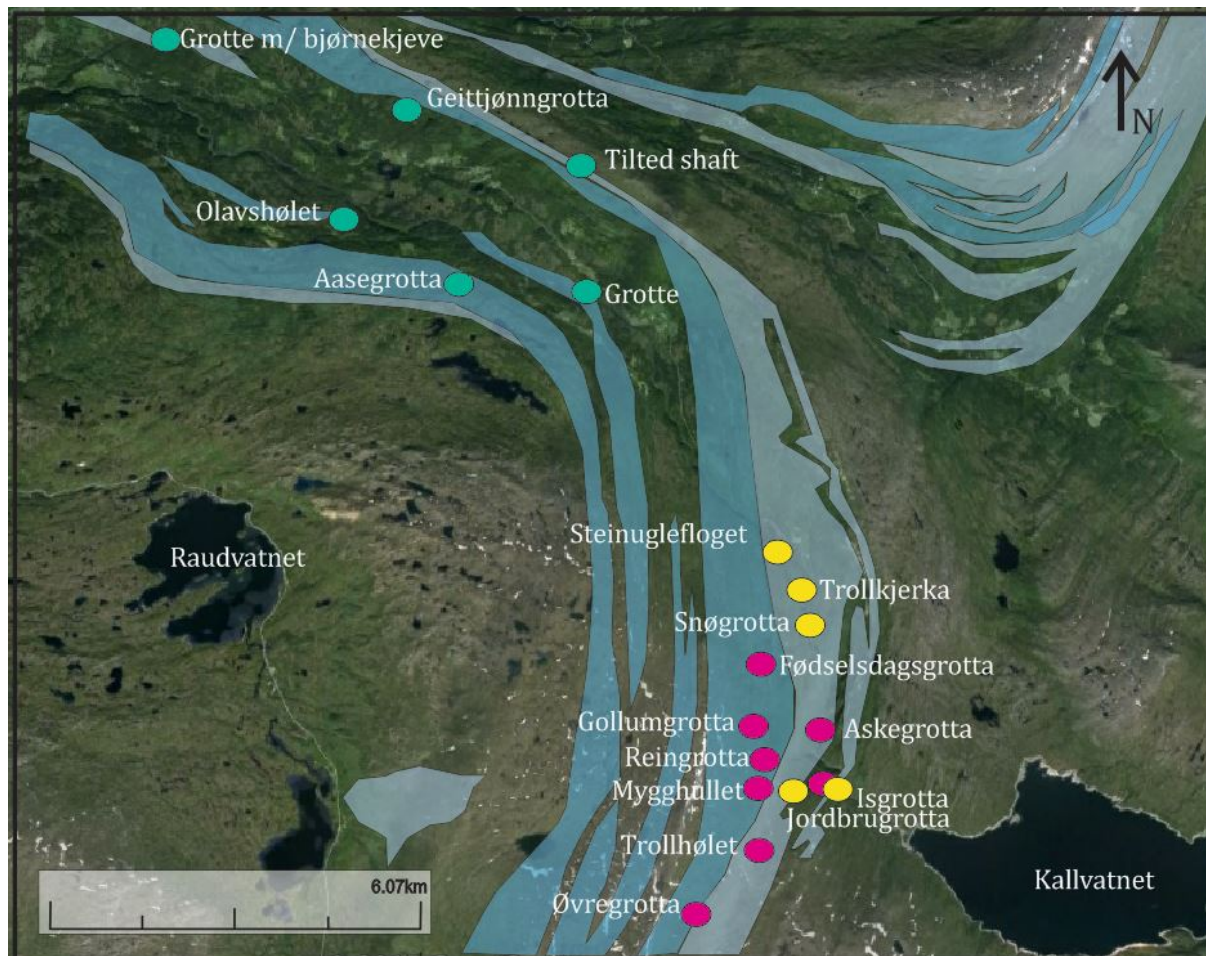 Grotte m/ bjørnekjeve
Geittjønngrotta
N
Tilted shaft
Olavshølet
Aasegrotta
Grotte
Steinuglefloget
Raudvatnet
Trollkjerka
Snøgrotta
Fødselsdagsgrotta
Gollumgrotta
Askegrotta
Reingrotta
Mygghullet
Isgrotta
Jordbrugrotta
Trollhølet
Kallvatnet
6.07km
Øvregrotta